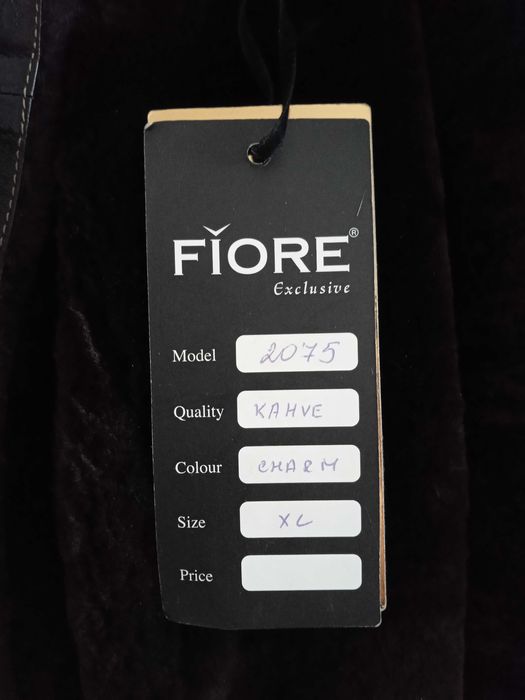 FIORE®
Exclusive
Model 2075
Quality KAHVE
Colour CHARM
Size XL
Price